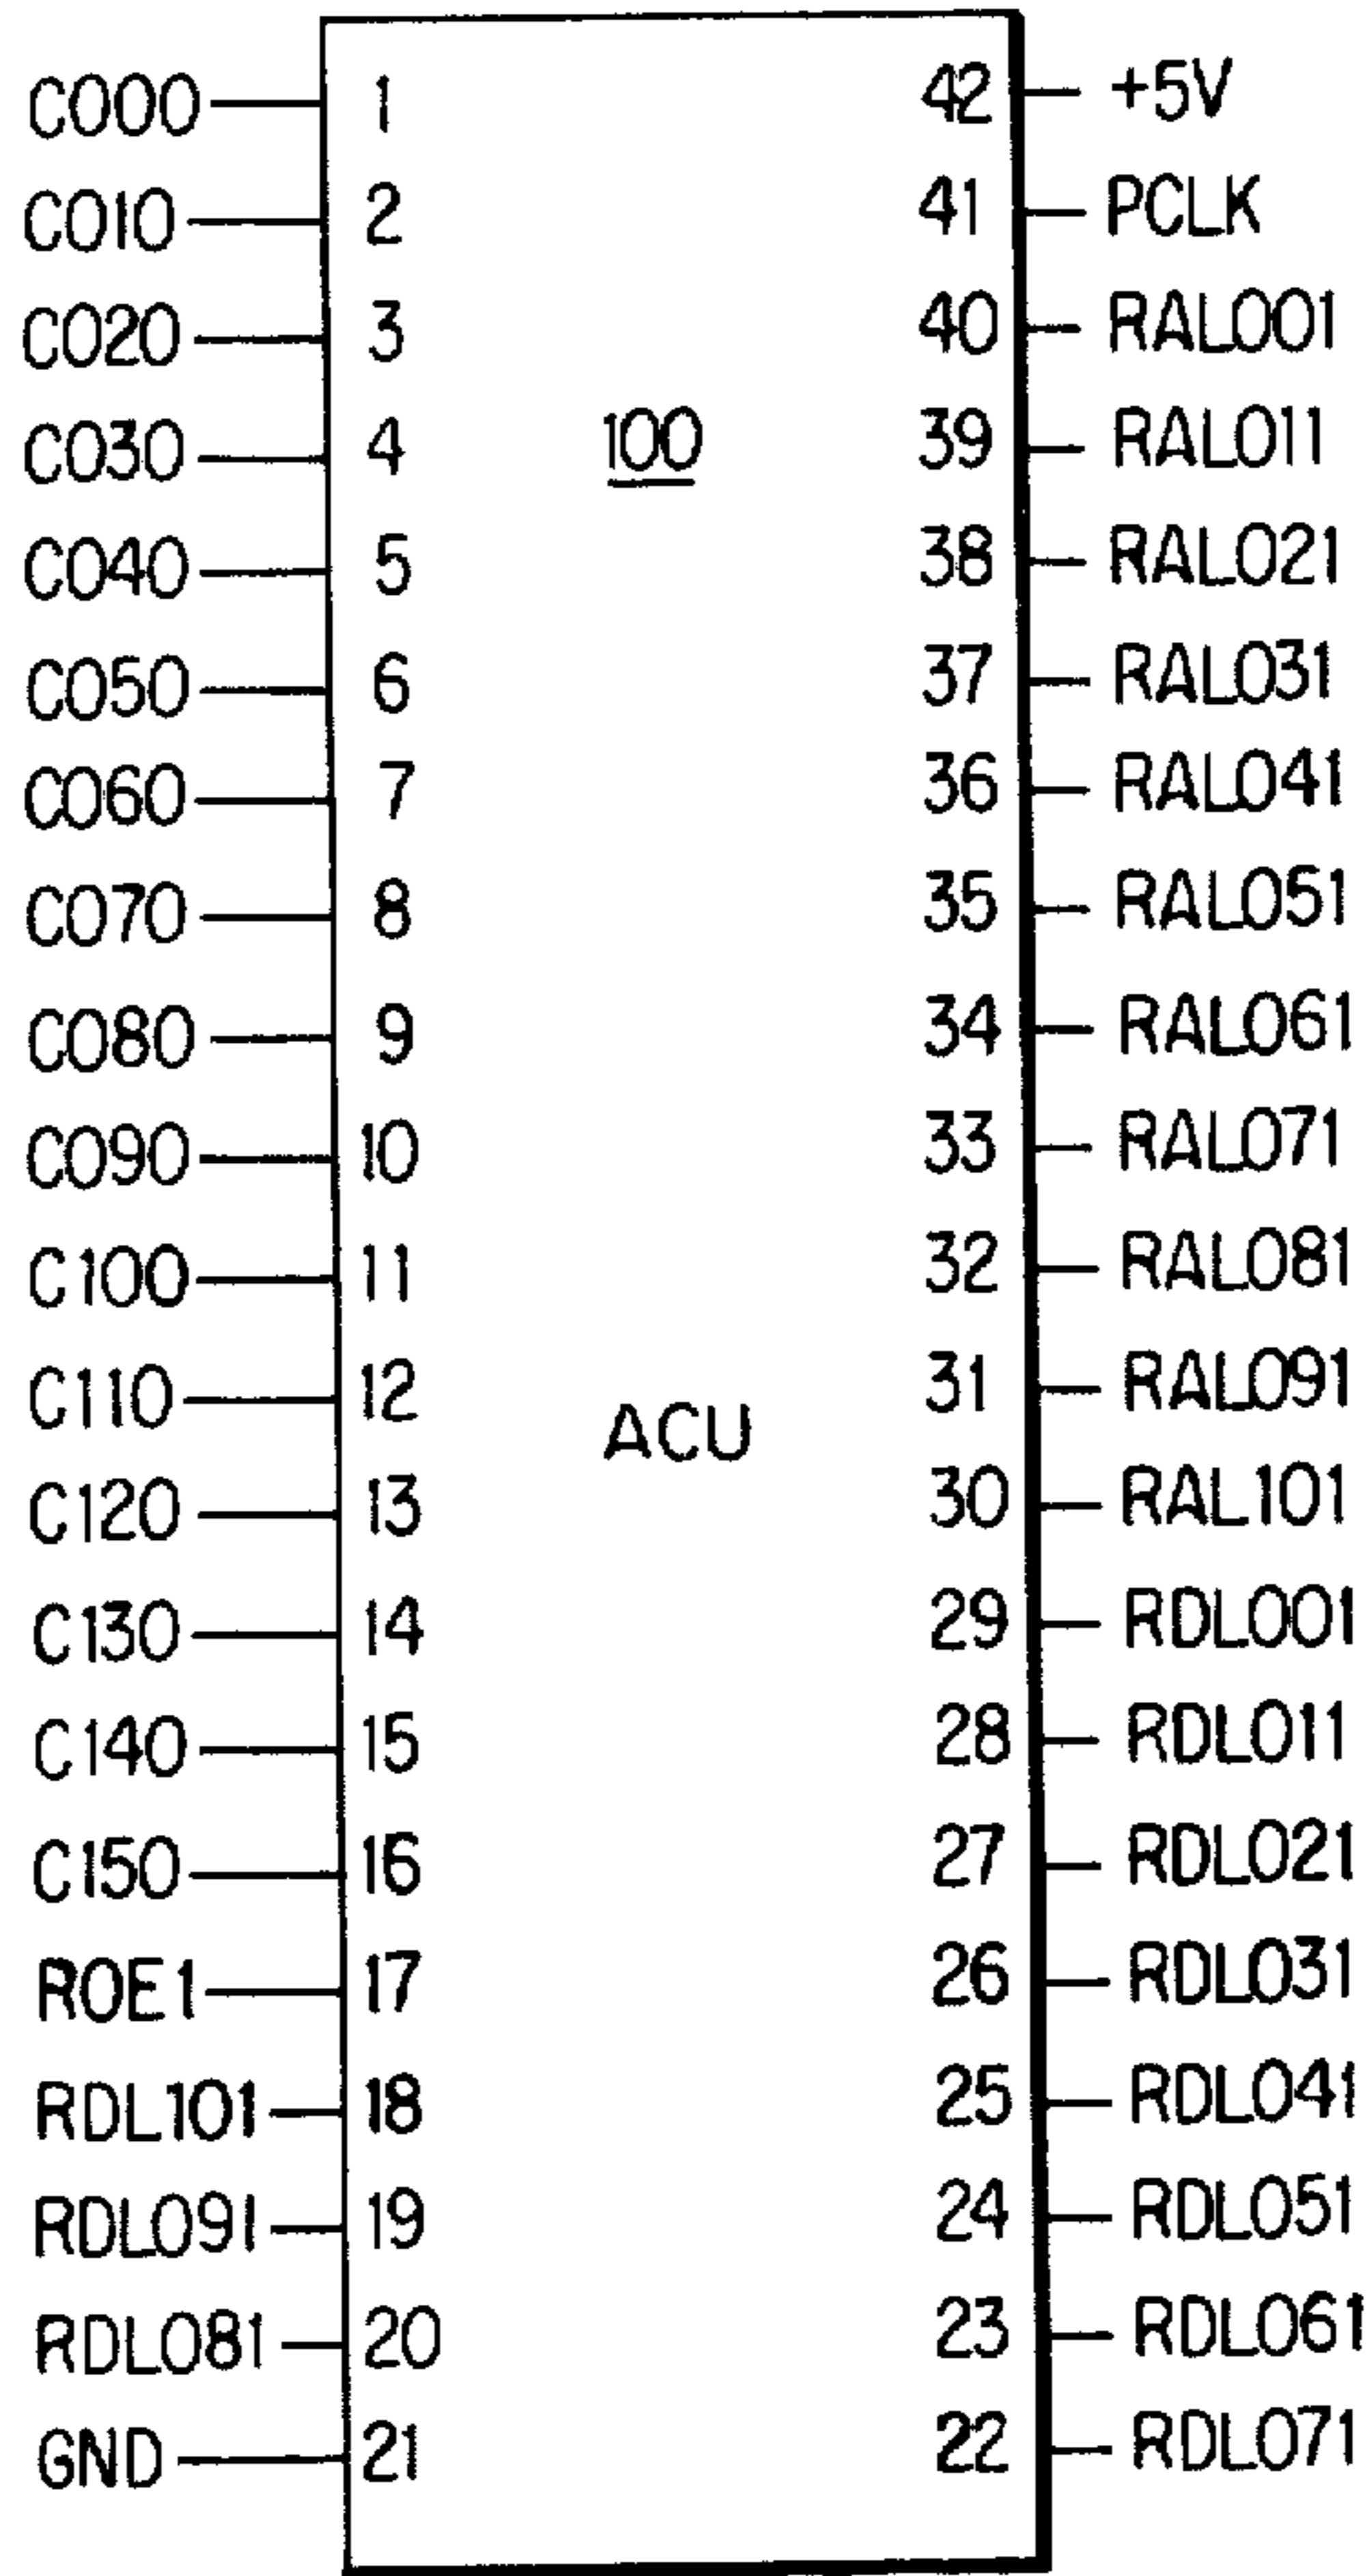 C000 1 42 +5V
C010 2 41 PCLK
C020 3 40 RAL001
C030 4 100 39 RAL011
C040 5 38 RAL021
C050 6 37 RAL031
C060 7 36 RAL041
C070 8 35 RAL051
C080 9 34 RAL061
C090 10 33 RAL071
C100 11 32 RAL081
C110 12 ACU 31 RAL091
C120 13 30 RAL101
C130 14 29 RDL001
C140 15 28 RDL011
C150 16 27 RDL021
ROE1 17 26 RDL031
RDL101 18 25 RDL041
RDL091 19 24 RDL051
RDL081 20 23 RDL061
GND 21 22 RDL071